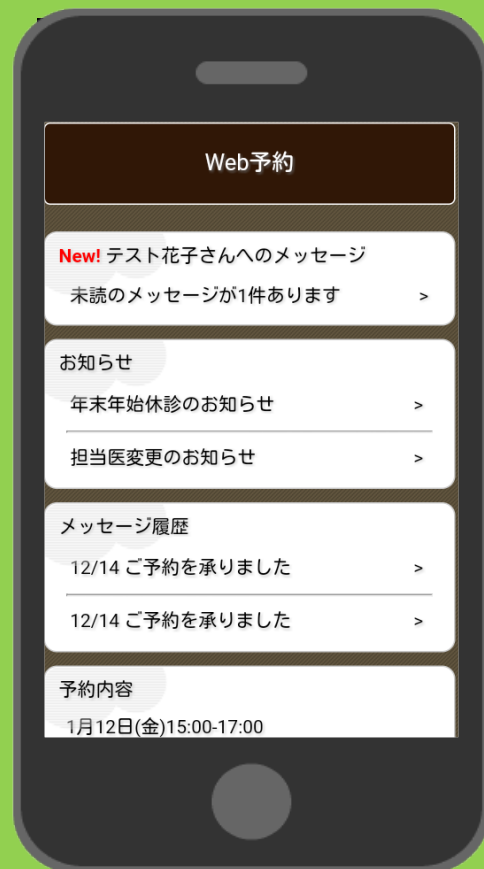 Web予約
New! テスト花子さんへのメッセージ
未読のメッセージが1件あります >
お知らせ
年末年始休診のお知らせ >
担当医変更のお知らせ >
メッセージ履歴
12/14 ご予約を承りました >
12/14 ご予約を承りました >
予約内容
1月12日(金)15:00-17:00